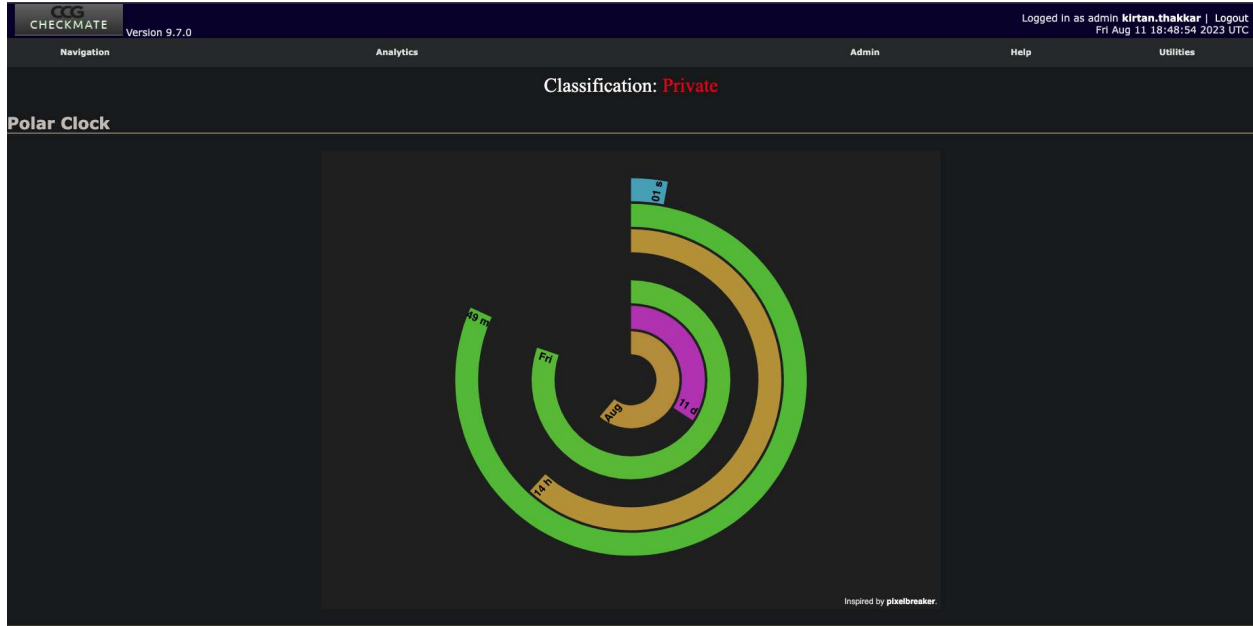 CCG
CHECKMATE
Version 9.7.0
Logged in as admin kirtan.thakkar | Logout
Fri Aug 11 18:48:54 2023 UTC
Navigation Analytics Admin Help Utilities
Classification: Private
Polar Clock
01 s
49 m
Fri
11 d
Aug
14 h
Inspired by pixelbreaker.